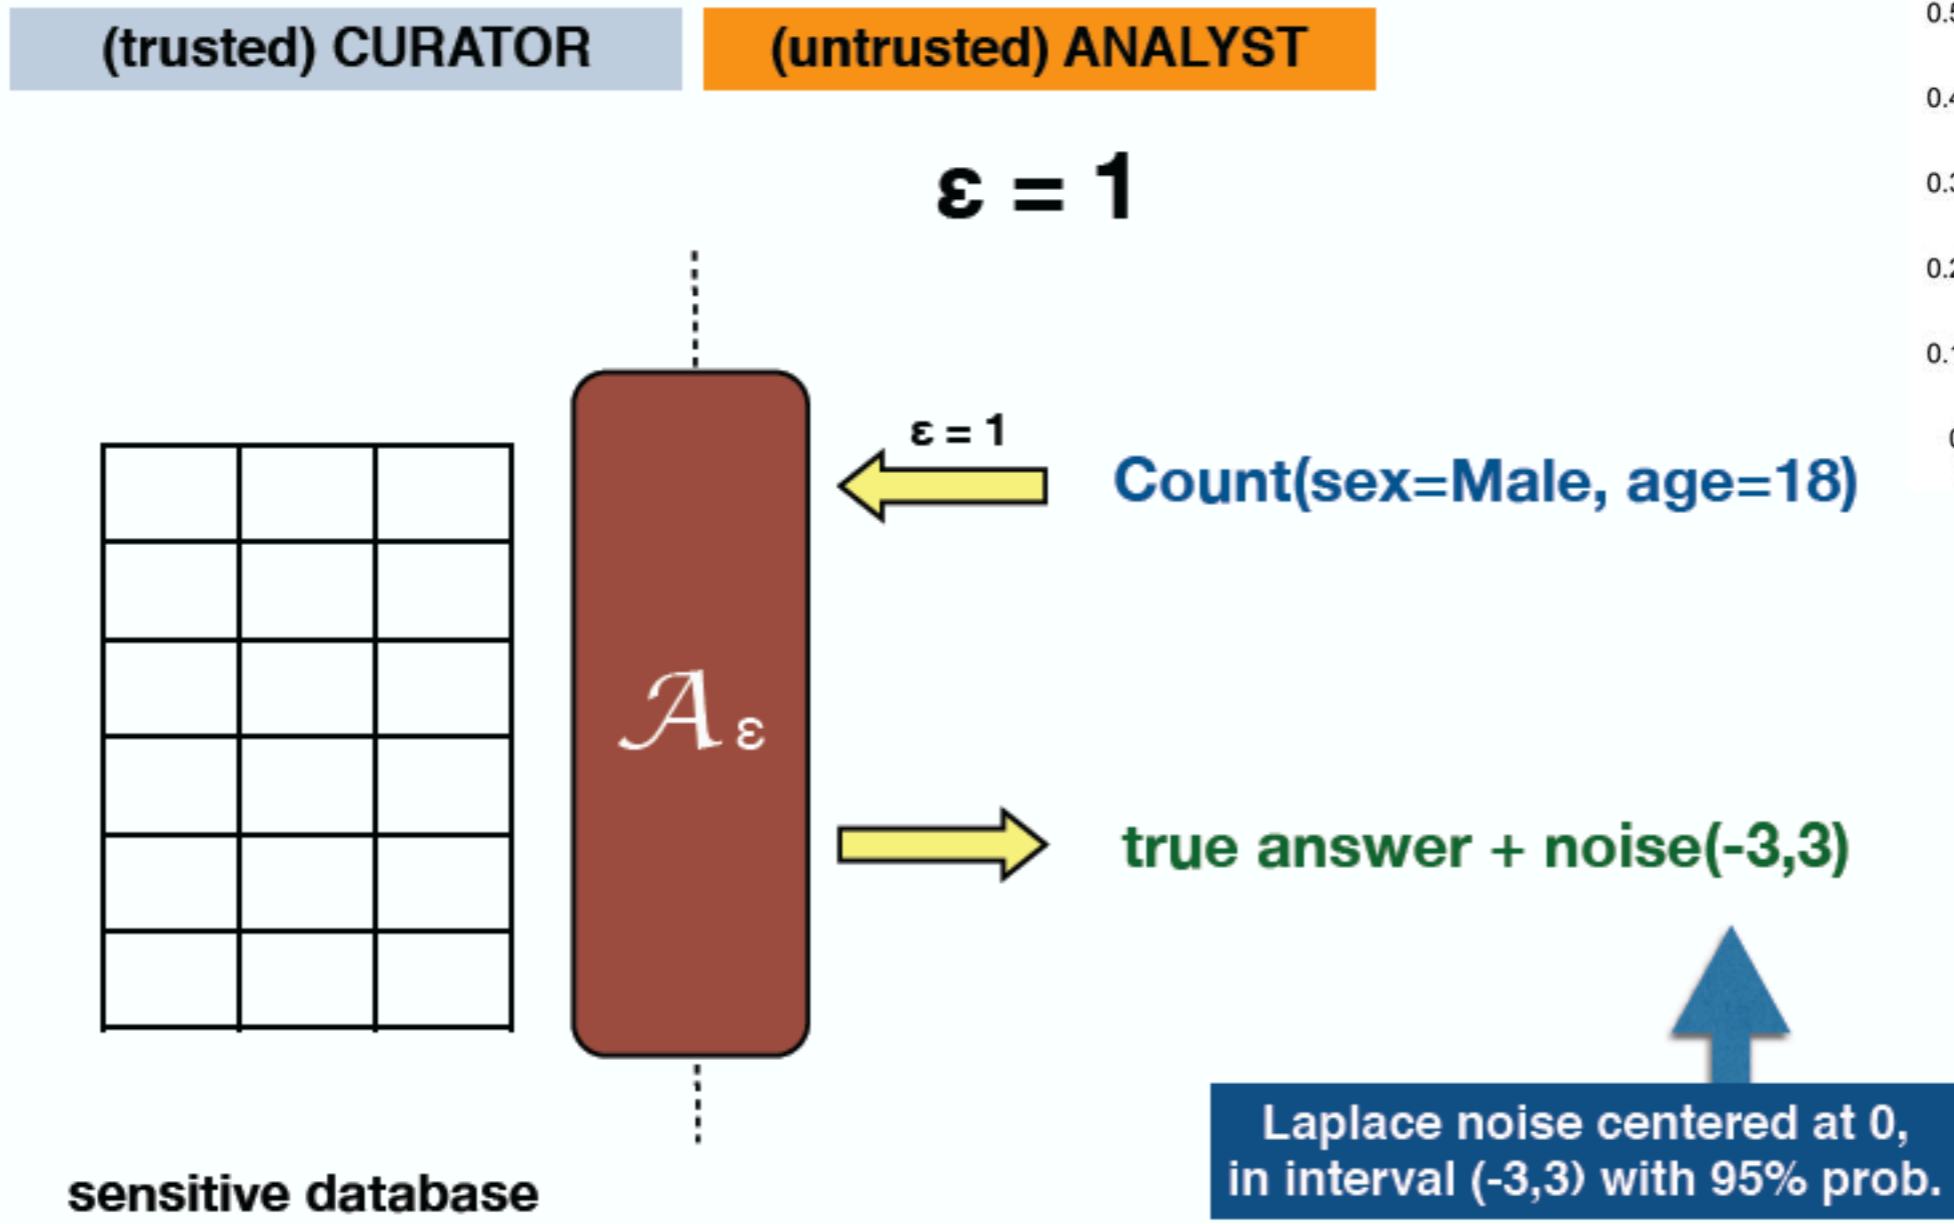 (trusted) CURATOR
(untrusted) ANALYST
ε = 1
ε = 1
Count(sex=Male, age=18)
𝒜 ε
true answer + noise(-3,3)
Laplace noise centered at 0,
in interval (-3,3) with 95% prob.
sensitive database